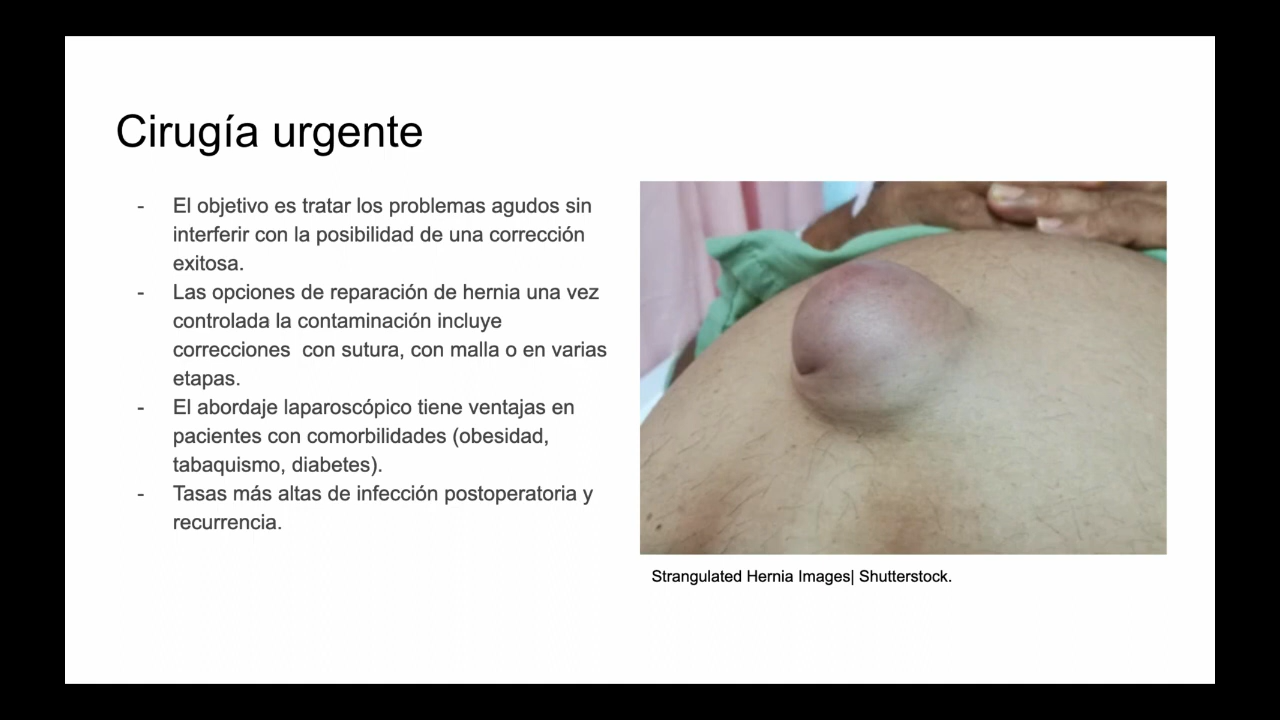 Cirugía urgente
- El objetivo es tratar los problemas agudos sin
interferir con la posibilidad de una corrección
exitosa.
- Las opciones de reparación de hernia una vez
controlada la contaminación incluye
correcciones  con sutura, con malla o en varias
etapas.
- El abordaje laparoscópico tiene ventajas en
pacientes con comorbilidades (obesidad,
tabaquismo, diabetes).
- Tasas más altas de infección postoperatoria y
recurrencia.
Strangulated Hernia Images| Shutterstock.